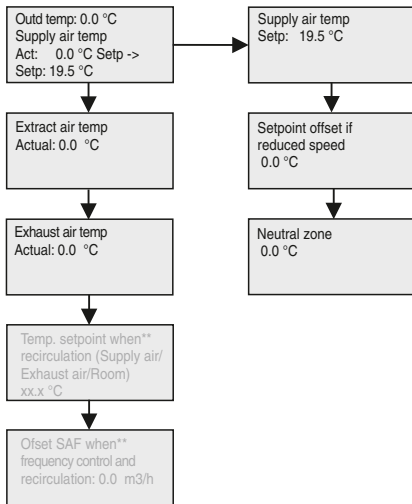 Outd temp: 0.0 °C
Supply air temp
Act: 0.0 °C Setp ->
Setp: 19.5 °C
Extract air temp
Actual: 0.0 °C
Exhaust air temp
Actual: 0.0 °C
Temp. setpoint when**
recirculation (Supply air/
Exhaust air/Room)
xx.x °C
Ofset SAF when**
frequency control and
recirculation: 0.0 m3/h
Supply air temp
Setp: 19.5 °C
Setpoint offset if
reduced speed
0.0 °C
Neutral zone
0.0 °C